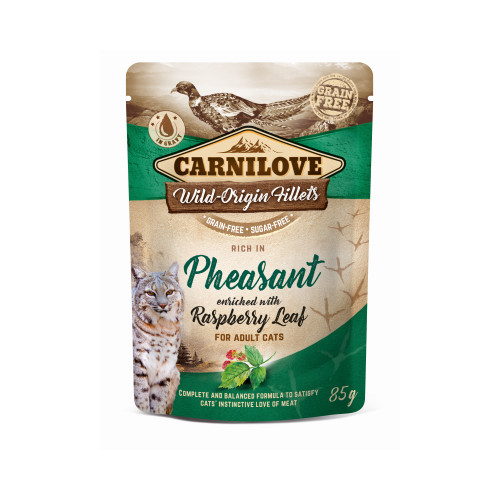 GRAIN
FREE
IN GRAVY
CARNILOVE
Wild-Origin Fillets
GRAIN-FREE • SUGAR-FREE
RICH IN
Pheasant
enriched with
Raspberry Leaf
FOR ADULT CATS
COMPLETE AND BALANCED FORMULA TO SATISFY
CATS' INSTINCTIVE LOVE OF MEAT
85g